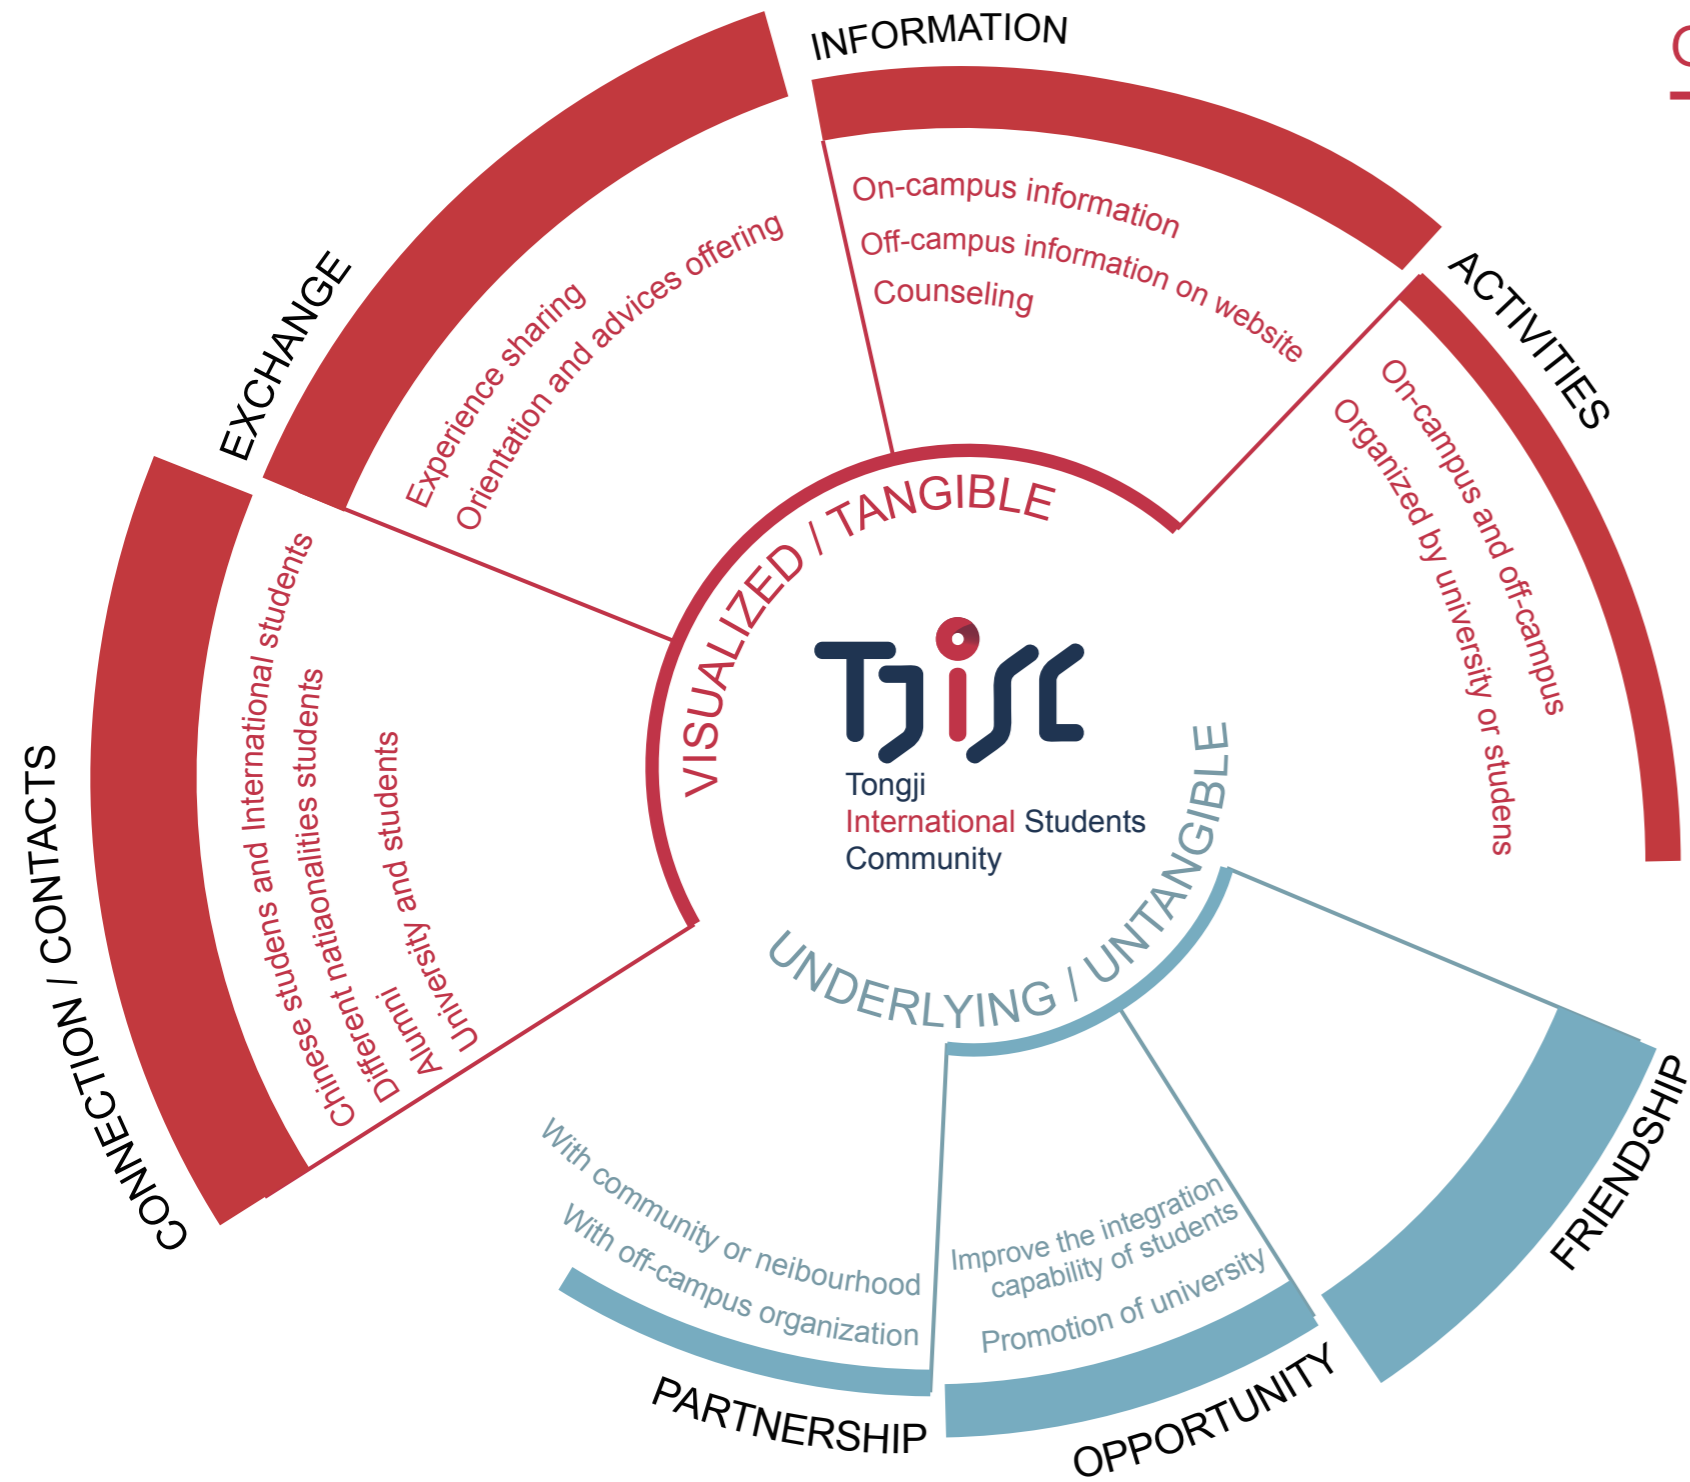 INFORMATION
On-campus information
Off-campus information on website
Counseling
ACTIVITIES
On-campus and off-campus
Organized by university or studens
EXCHANGE
Experience sharing
Orientation and advices offering
CONNECTION / CONTACTS
Chinese studens and International students
Different natiaonalities students
Alumni
University and students
VISUALIZED / TANGIBLE
TJiSC
Tongji
International Students
Community
UNDERLYING / UNTANGIBLE
With community or neibourhood
With off-campus organization
PARTNERSHIP
Improve the integration
capability of students
Promotion of university
OPPORTUNITY
FRIENDSHIP